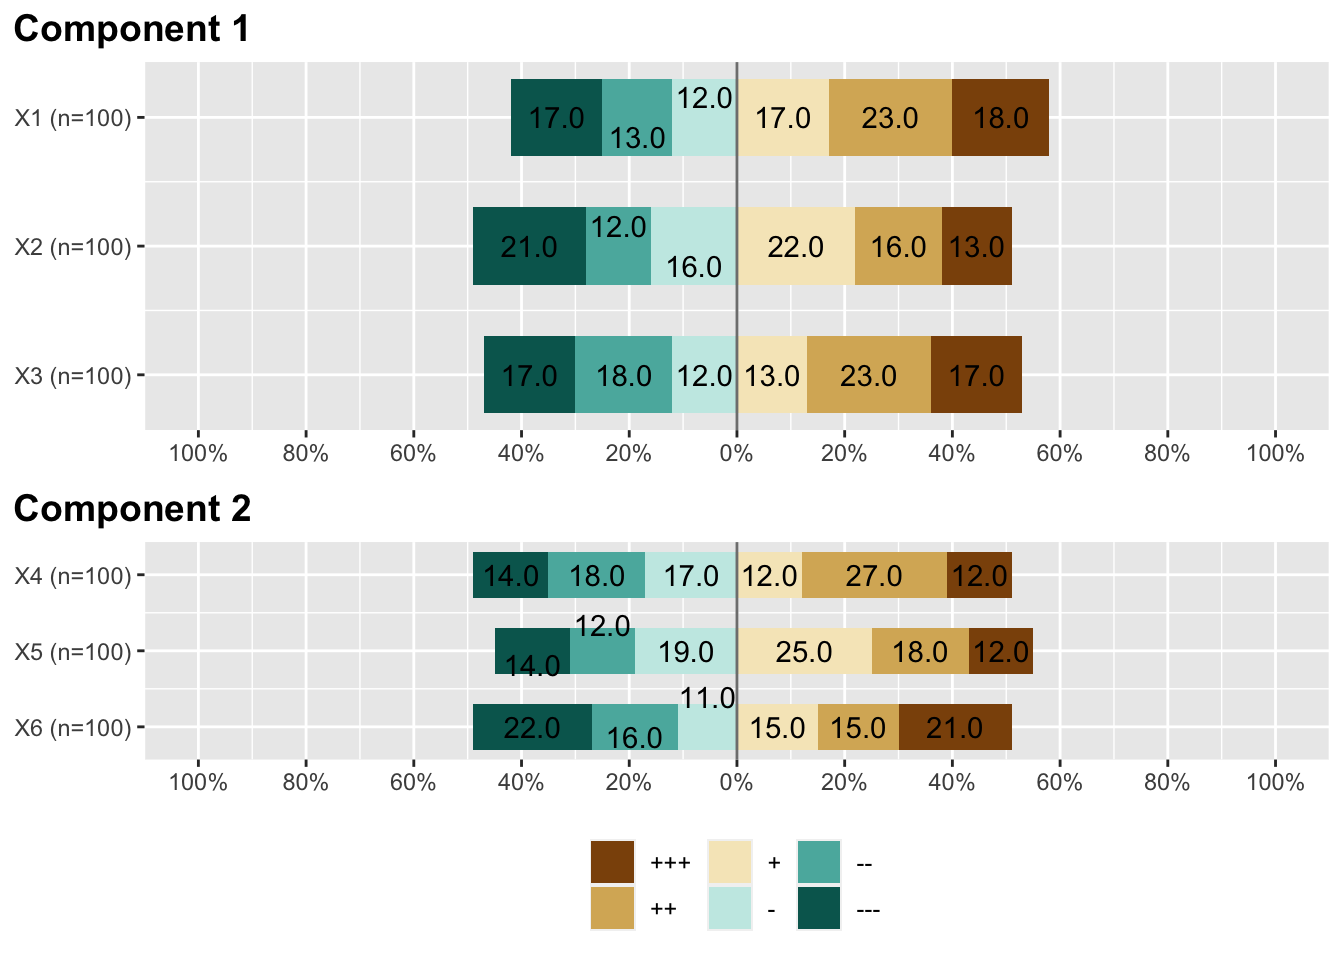 Component 1
X1 (n=100) 17.0 13.0 12.0 17.0 23.0 18.0
X2 (n=100) 21.0 12.0 16.0 22.0 16.0 13.0
X3 (n=100) 17.0 18.0 12.0 13.0 23.0 17.0
100% 80% 60% 40% 20% 0% 20% 40% 60% 80% 100%
Component 2
X4 (n=100) 14.0 18.0 17.0 12.0 27.0 12.0
X5 (n=100) 14.0 12.0 19.0 25.0 18.0 12.0
X6 (n=100) 22.0 16.0 11.0 15.0 15.0 21.0
100% 80% 60% 40% 20% 0% 20% 40% 60% 80% 100%
+++ + --
++ - ---